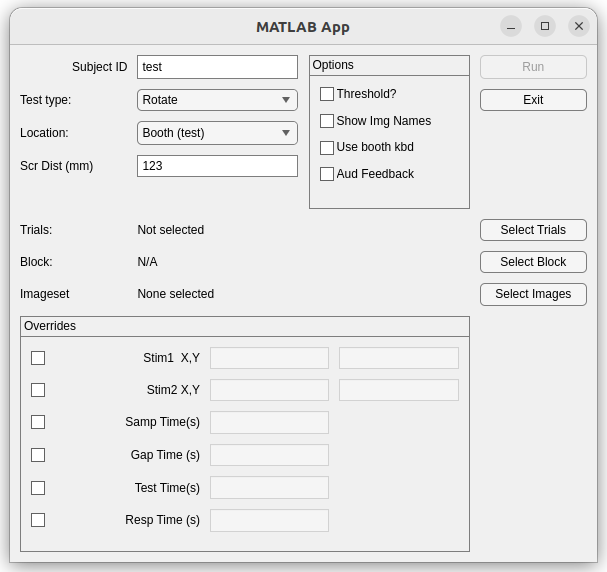 MATLAB App
Subject ID test
Options
Run
Test type: Rotate
Threshold?
Exit
Location: Booth (test)
Show Img Names
Scr Dist (mm) 123
Use booth kbd
Aud Feedback
Trials: Not selected Select Trials
Block: N/A Select Block
Imageset None selected Select Images
Overrides
Stim1 X,Y
Stim2 X,Y
Samp Time(s)
Gap Time (s)
Test Time(s)
Resp Time (s)